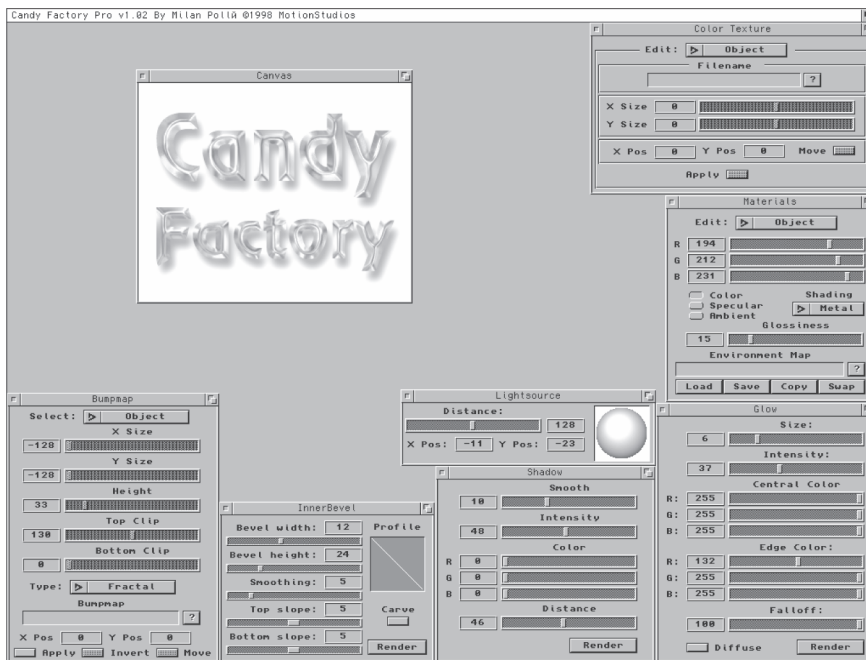 Candy Factory Pro v1.02 By Milan Pollé ©1998 MotionStudios
Canvas
Candy
Factory
Color Texture
Edit: Object
Filename
?
X Size 0
Y Size 0
X Pos 0 Y Pos 0 Move
Apply
Materials
Edit: Object
R 194
G 212
B 231
Color
Specular
Ambient
Shading
Metal
Glossiness
15
Environment Map
?
Load Save Copy Swap
Bumpmap
Select: Object
X Size
-128
Y Size
-128
Height
33
Top Clip
130
Bottom Clip
0
Type: Fractal
Bumpmap
?
X Pos 0 Y Pos 0
Apply Invert Move
InnerBevel
Bevel width: 12
Bevel height: 24
Smoothing: 5
Top slope: 5
Bottom slope: 5
Profile
Carve
Render
Lightsource
Distance:
128
X Pos: -11 Y Pos: -23
Shadow
Smooth
10
Intensity
48
Color
R 0
G 0
B 0
Distance
46
Render
Glow
Size:
6
Intensity:
37
Central Color
R: 255
G: 255
B: 255
Edge Color:
R: 132
G: 255
B: 255
Falloff:
100
Diffuse Render